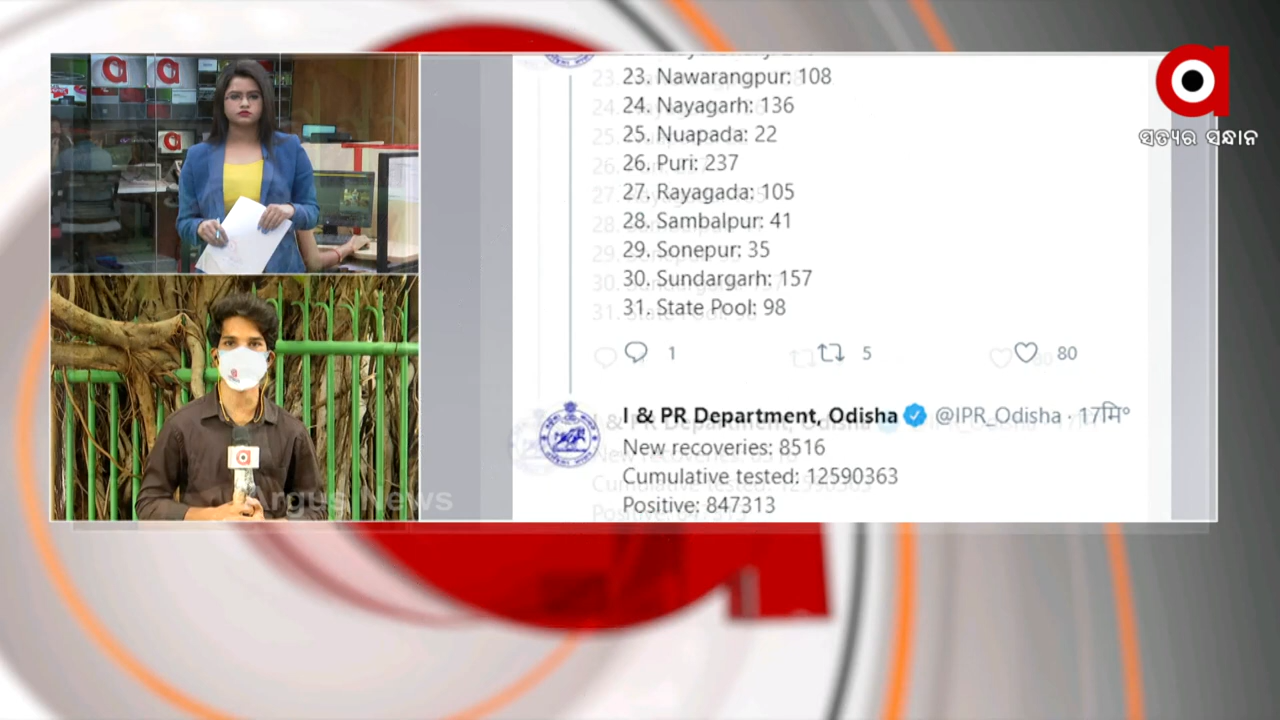 23. Nawarangpur: 108
24. Nayagarh: 136
25. Nuapada: 22
26. Puri: 237
27. Rayagada: 105
28. Sambalpur: 41
29. Sonepur: 35
30. Sundargarh: 157
31. State Pool: 98
1 5 80
I & PR Department, Odisha @IPR_Odisha · 17मि°
New recoveries: 8516
Cumulative tested: 12590363
Positive: 847313
ସତ୍ୟର ସନ୍ଧାନ
Argus News